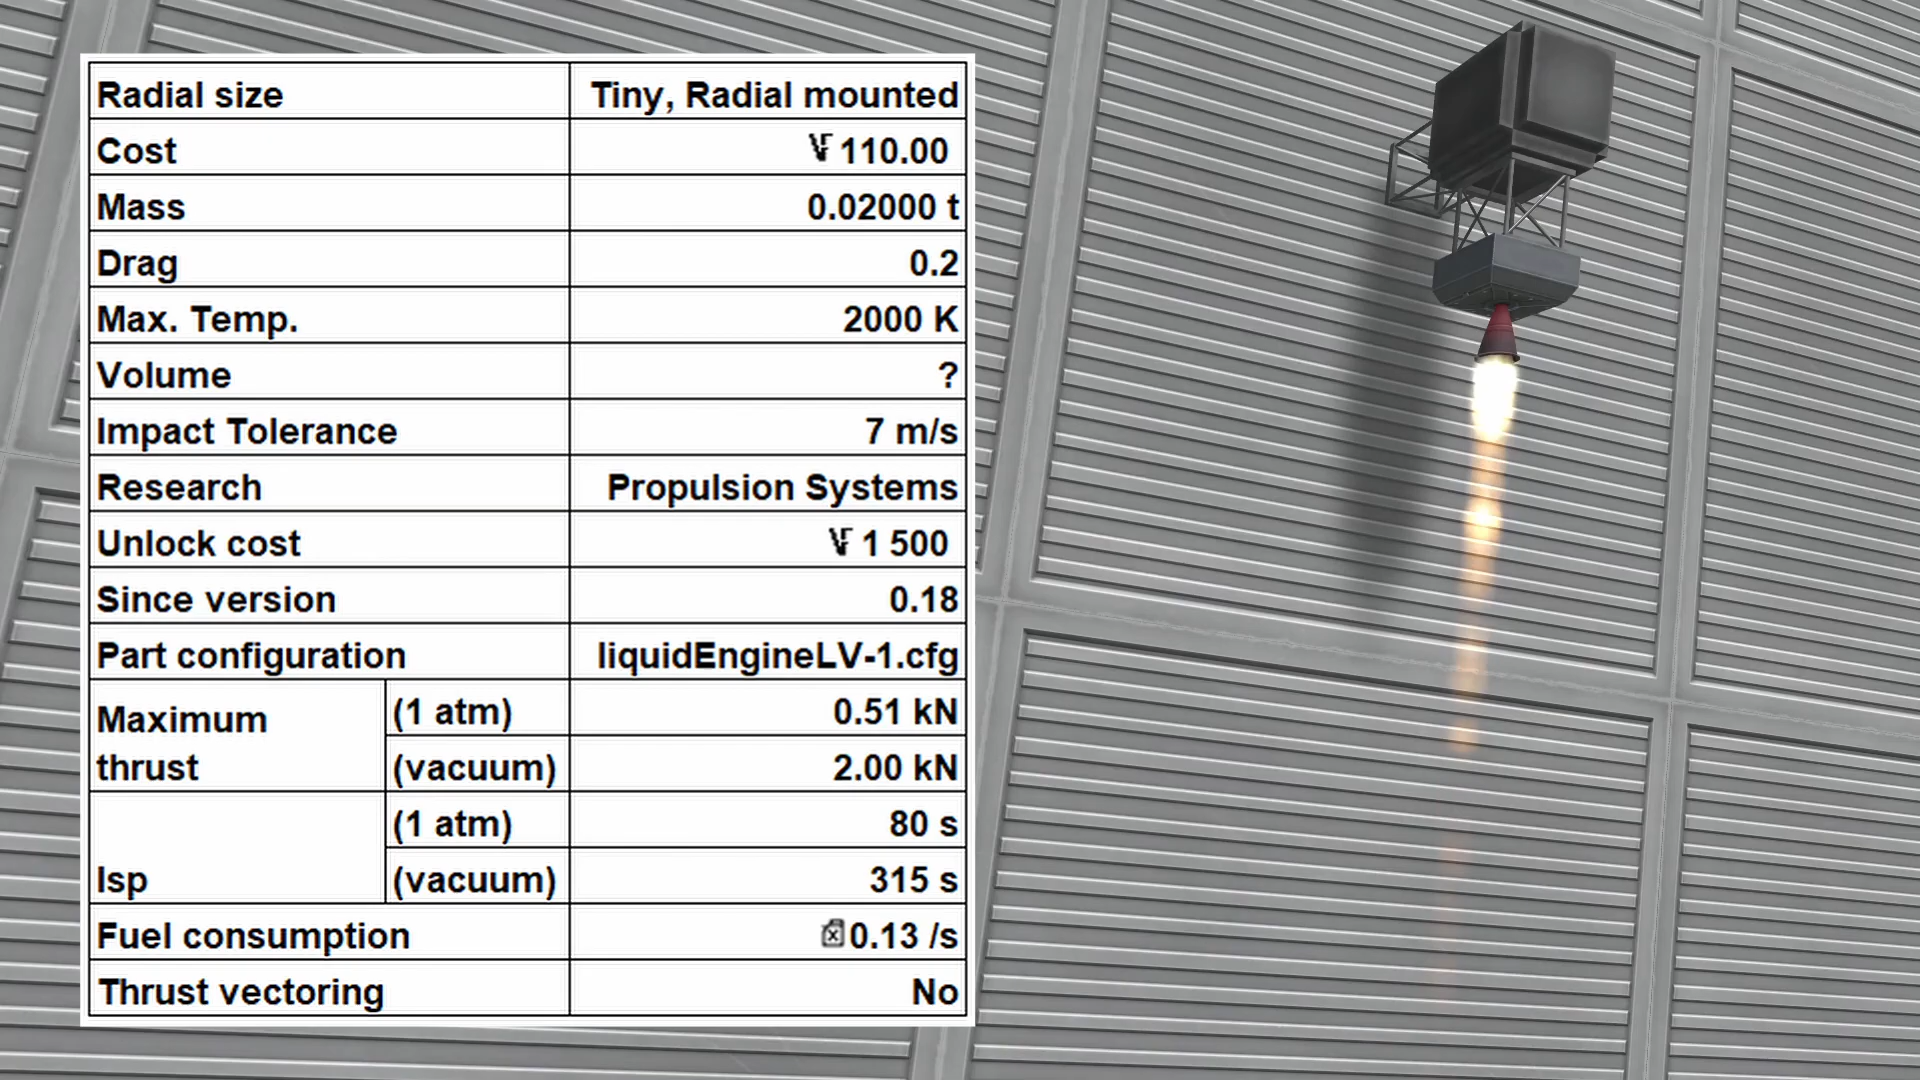 Radial size Tiny, Radial mounted
Cost 110.00
Mass 0.02000 t
Drag 0.2
Max. Temp. 2000 K
Volume ?
Impact Tolerance 7 m/s
Research Propulsion Systems
Unlock cost 1 500
Since version 0.18
Part configuration liquidEngineLV-1.cfg
Maximum thrust (1 atm) 0.51 kN
(vacuum) 2.00 kN
Isp (1 atm) 80 s
(vacuum) 315 s
Fuel consumption 0.13 /s
Thrust vectoring No